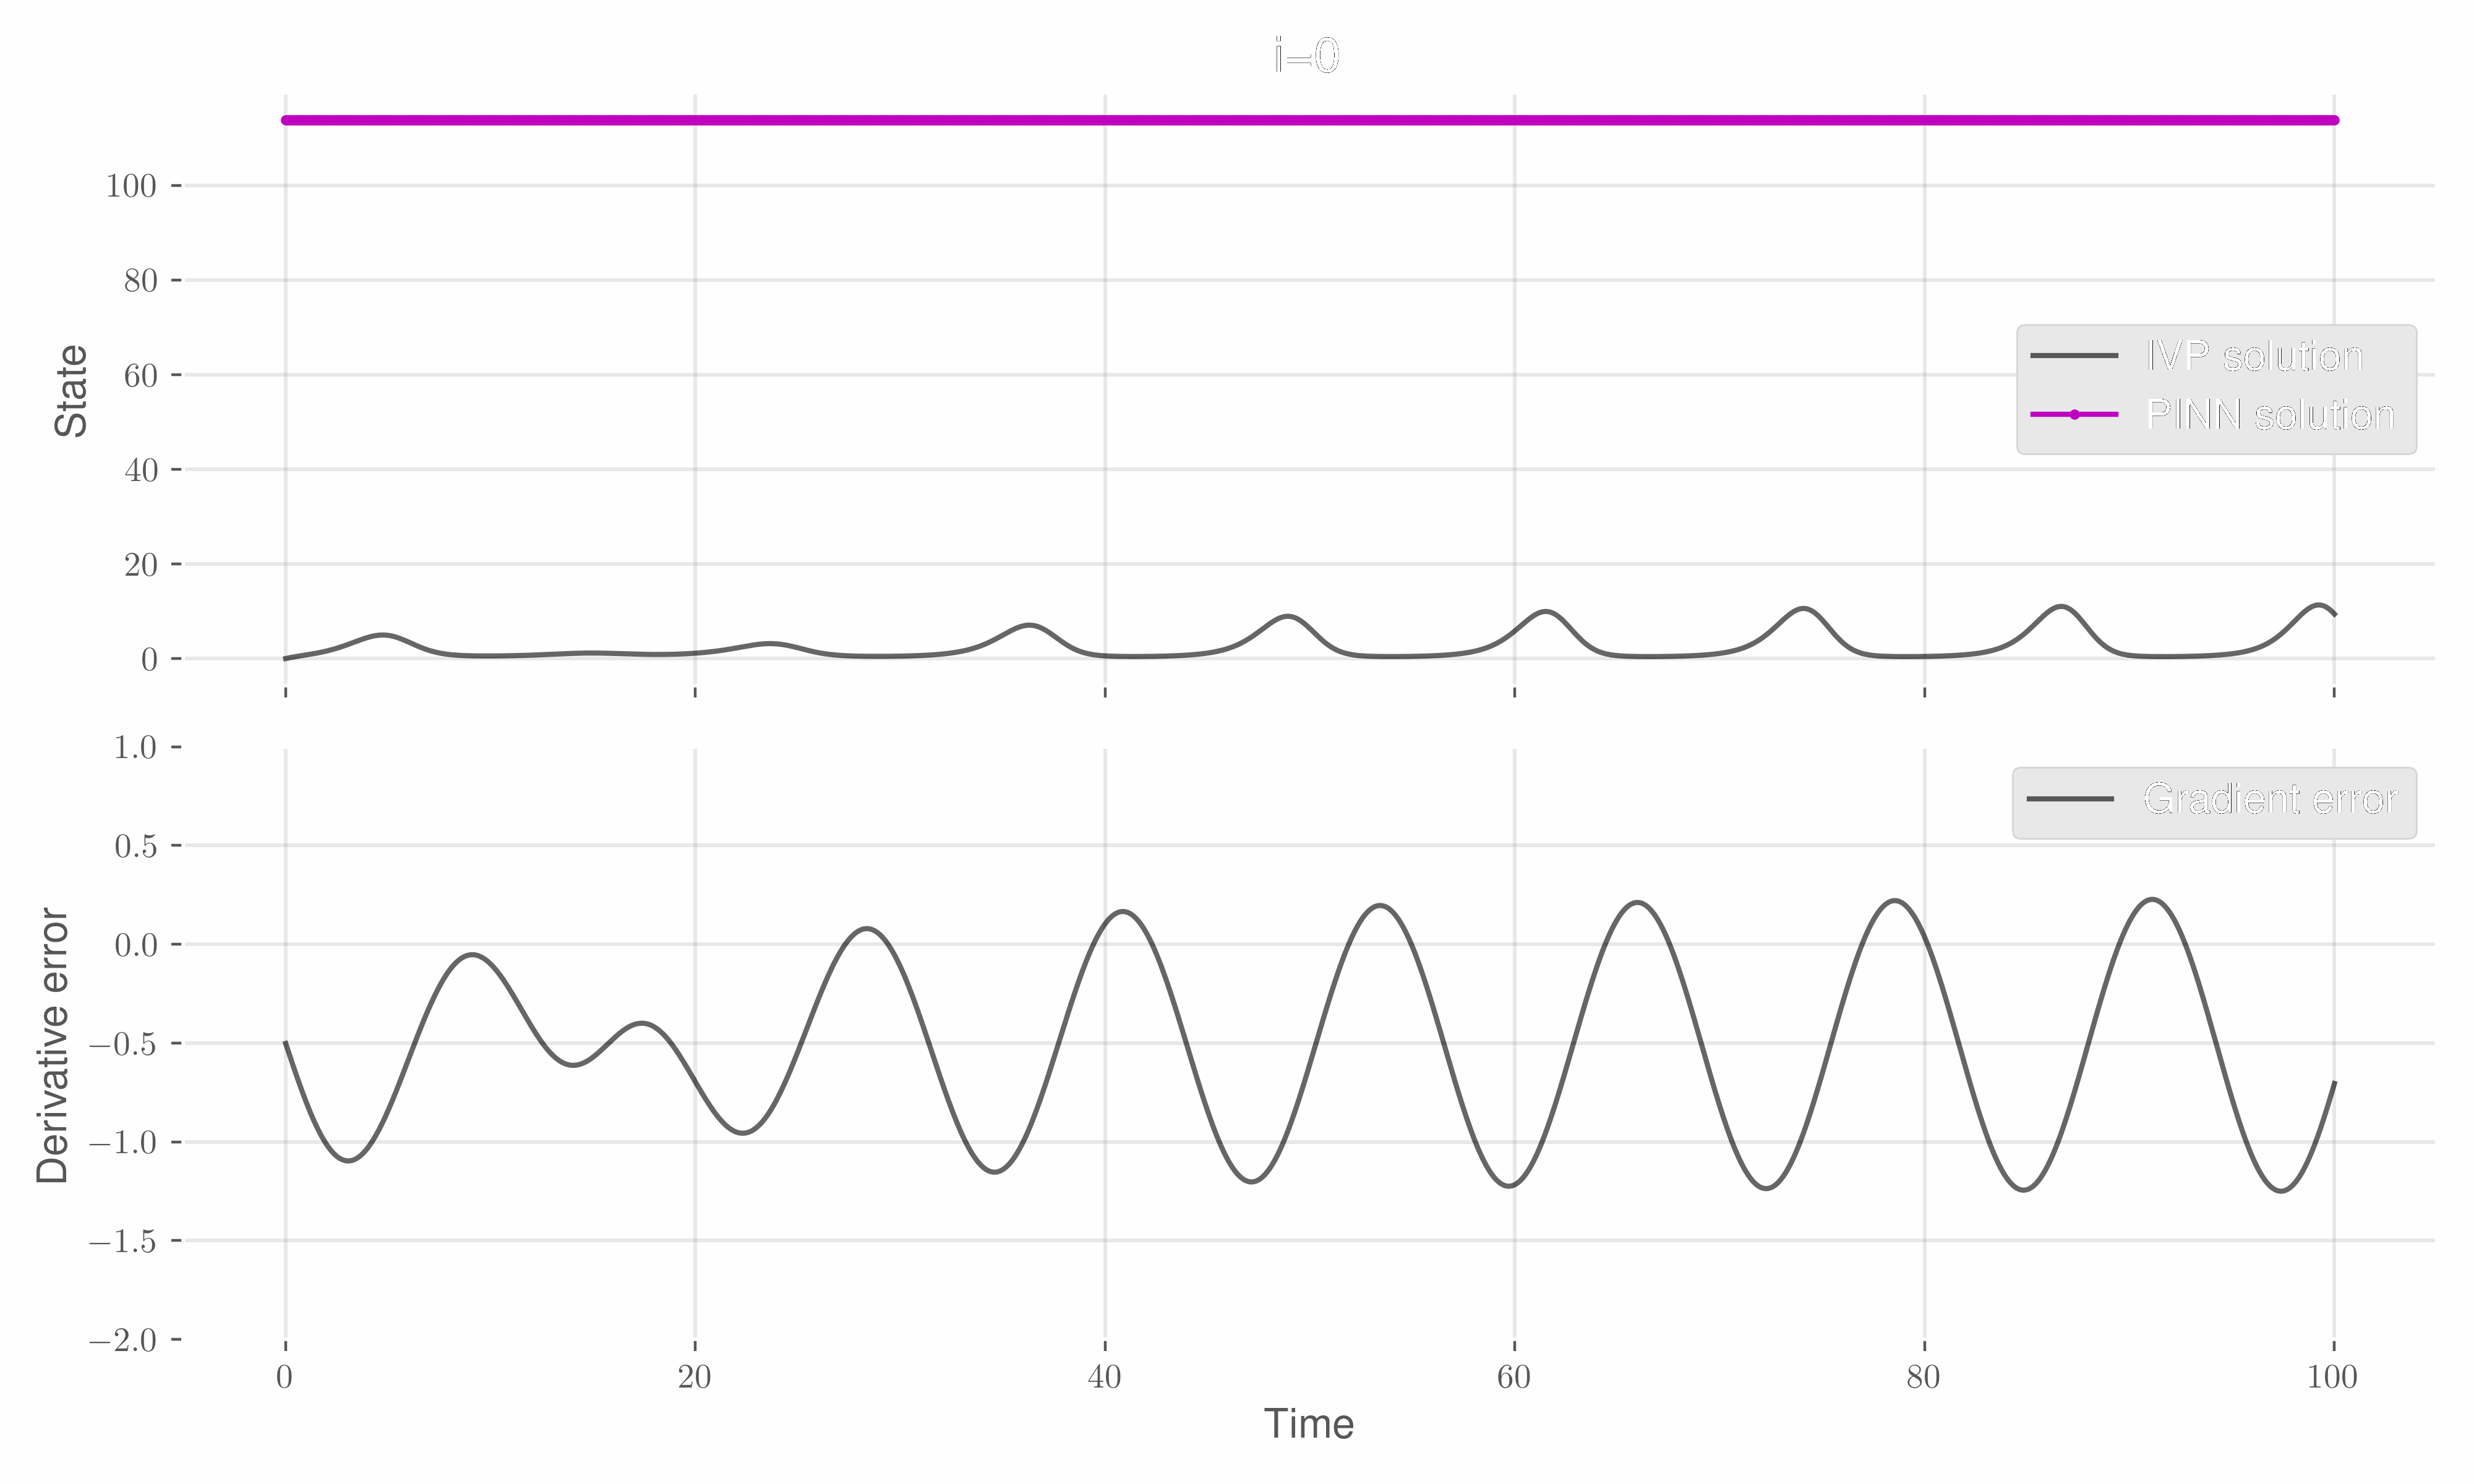 i=0
State
100
80
60
40
20
0
IVP solution
PINN solution
Derivative error
1.0
0.5
0.0
−0.5
−1.0
−1.5
−2.0
Gradient error
0 20 40 60 80 100
Time